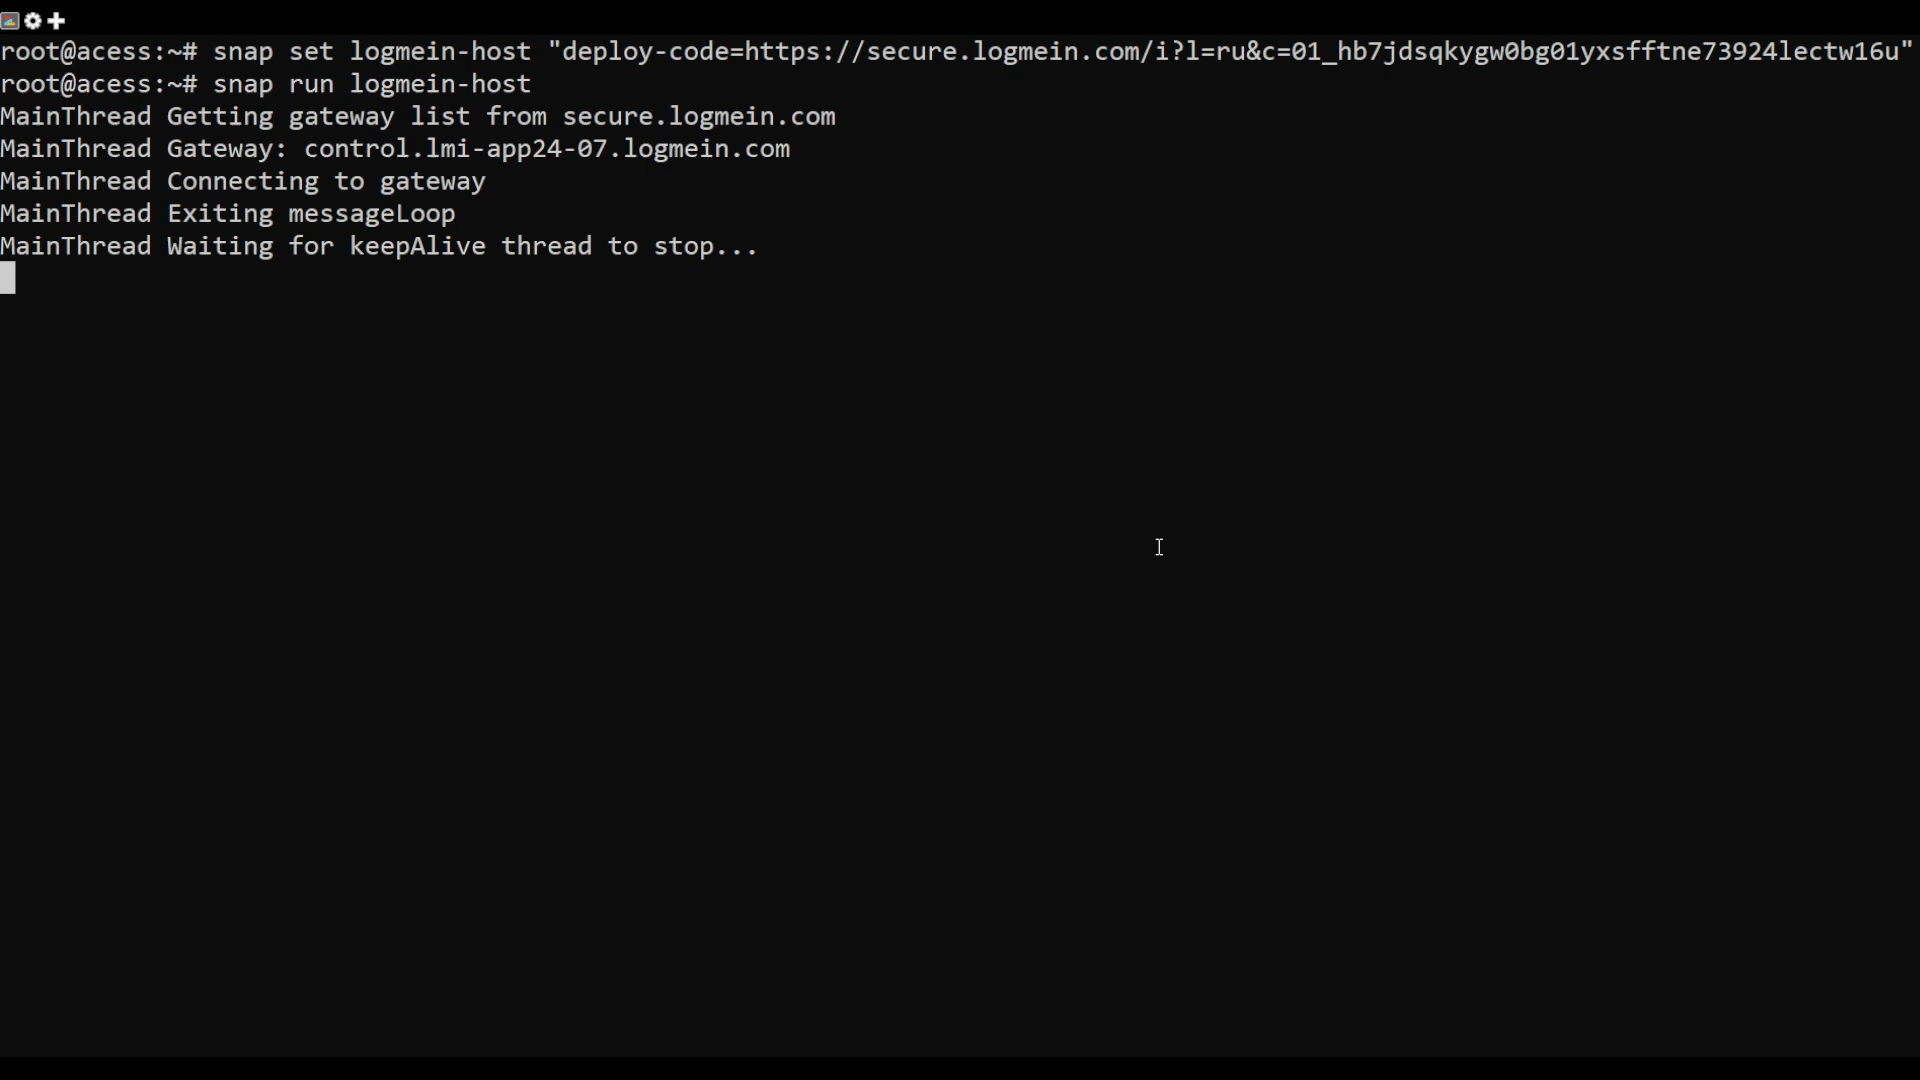 root@acess:~# snap set logmein-host "deploy-code=https://secure.logmein.com/i?l=ru&c=01_hb7jdsqkygw0bg01yxsfftne73924lectw16u"
root@acess:~# snap run logmein-host
MainThread Getting gateway list from secure.logmein.com
MainThread Gateway: control.lmi-app24-07.logmein.com
MainThread Connecting to gateway
MainThread Exiting messageLoop
MainThread Waiting for keepAlive thread to stop...